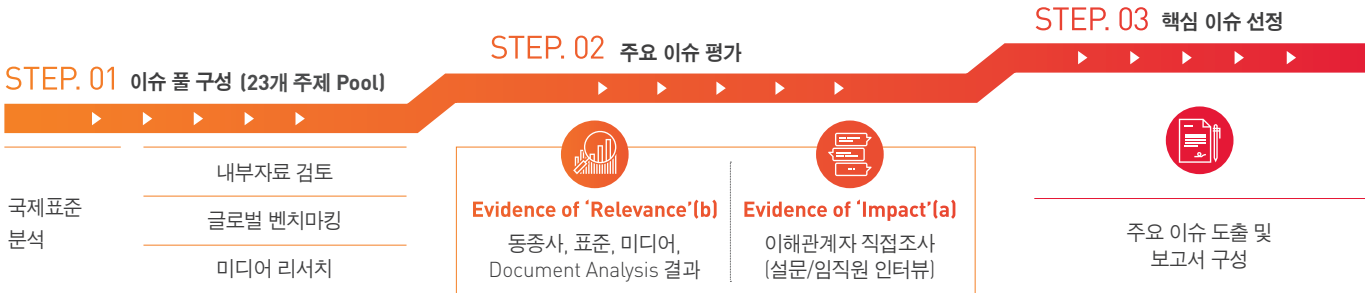 STEP. 01 이슈 풀 구성 (23개 주제 Pool)
국제표준
분석
내부자료 검토
글로벌 벤치마킹
미디어 리서치
STEP. 02 주요 이슈 평가
Evidence of ‘Relevance’(b)
동종사, 표준, 미디어,
Document Analysis 결과
Evidence of ‘Impact’(a)
이해관계자 직접조사
(설문/임직원 인터뷰)
STEP. 03 핵심 이슈 선정
주요 이슈 도출 및
보고서 구성